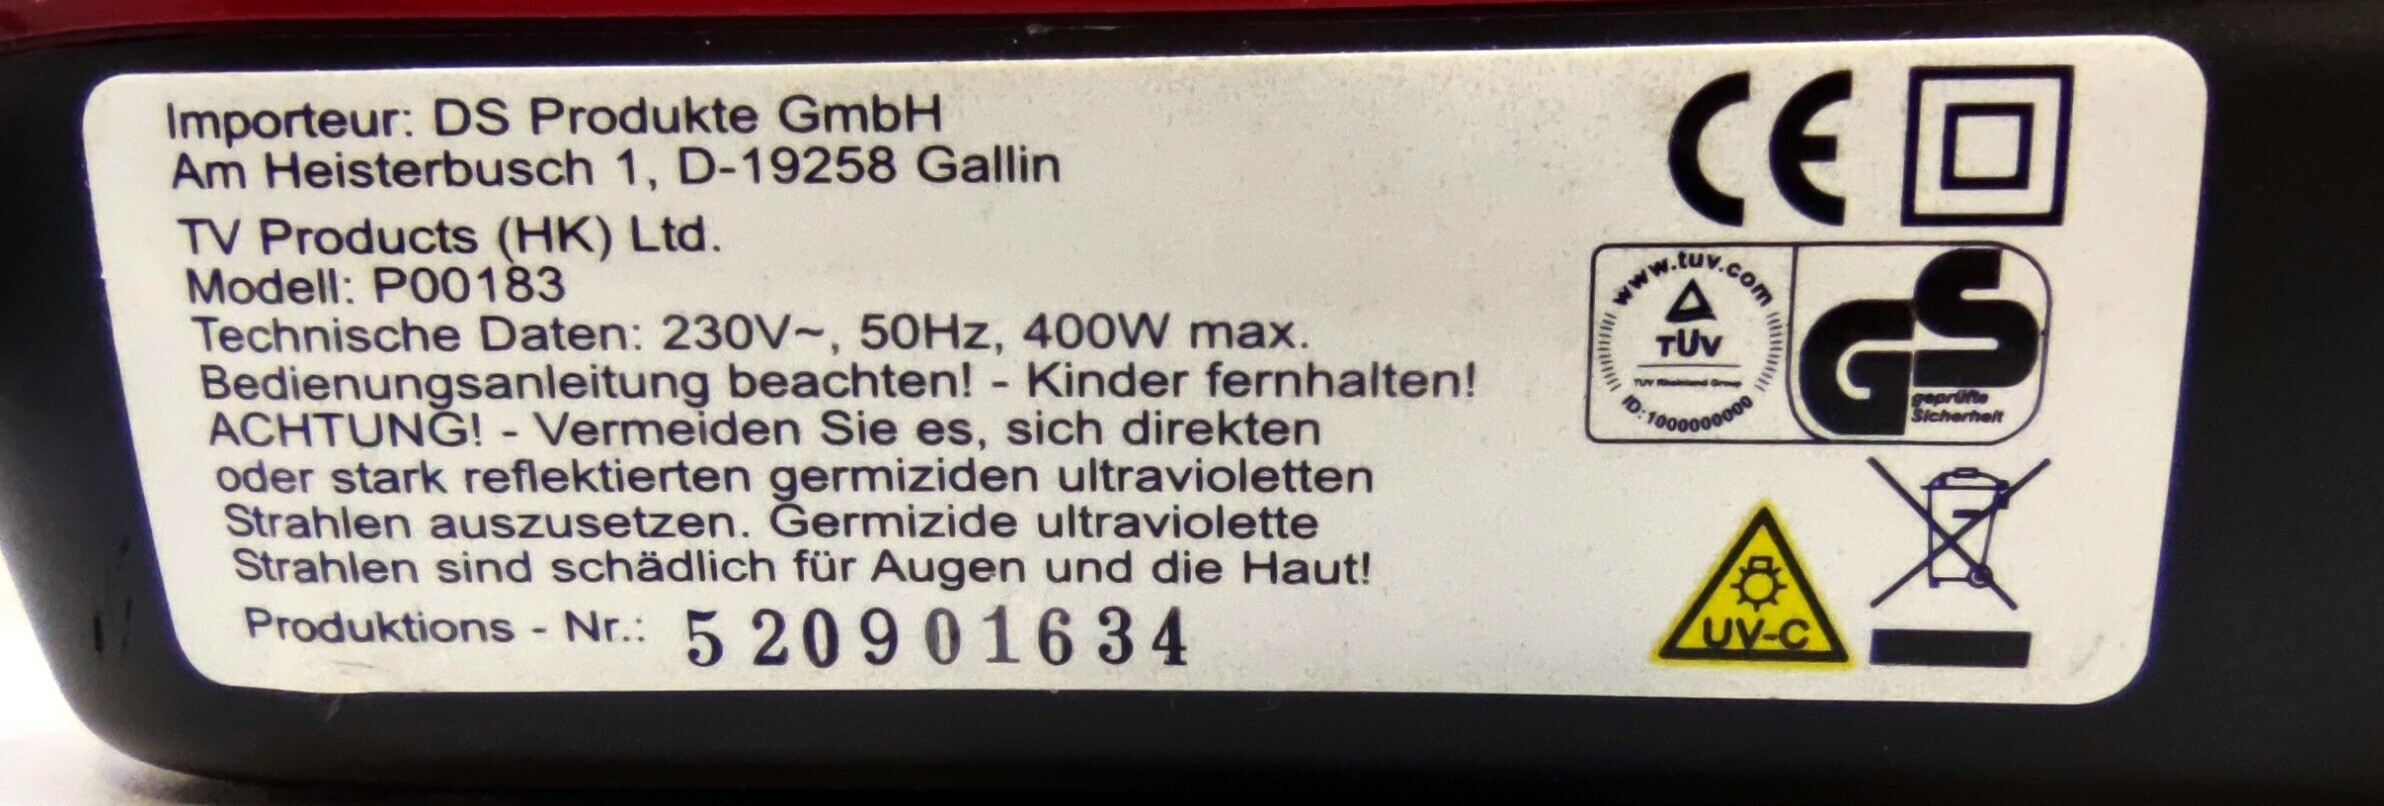 Importeur: DS Produkte GmbH
Am Heisterbusch 1, D-19258 Gallin
TV Products (HK) Ltd.
Modell: P00183
Technische Daten: 230V~, 50Hz, 400W max.
Bedienungsanleitung beachten! - Kinder fernhalten!
ACHTUNG! - Vermeiden Sie es, sich direkten
oder stark reflektierten germiziden ultravioletten
Strahlen auszusetzen. Germizide ultraviolette
Strahlen sind schädlich für Augen und die Haut!
Produktions - Nr.: 520901634
CE
www.tuv.com
TÜV
TÜV Rheinland Group
ID:1000000000
GS
geprüfte
Sicherheit
UV-C